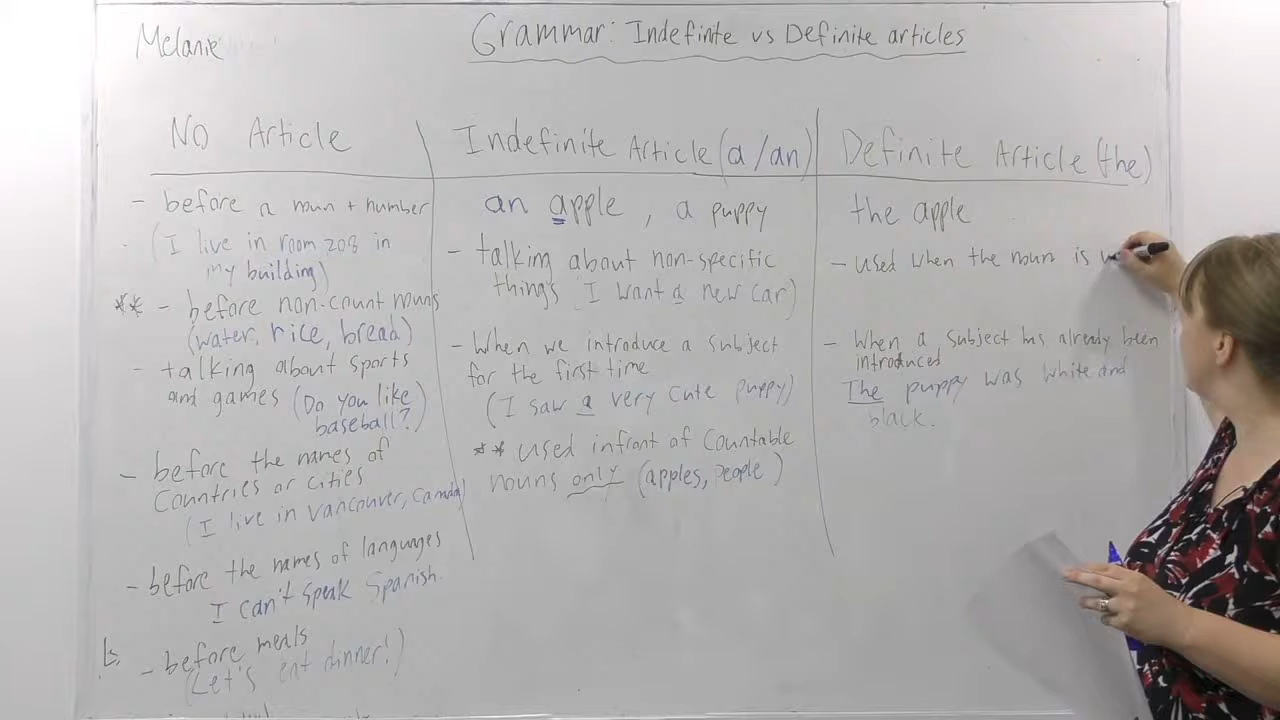 Melanie
Grammar: Indefinite vs Definite articles
No Article
- before a noun + number
(I live in room 208 in
my building)
** - before non-count nouns
(water, rice, bread)
- talking about sports
and games (Do you like
baseball?)
- before the names of
Countries or cities
(I live in Vancouver, Canada)
- before the names of languages
I can't speak Spanish.
- before meals
(Let's eat dinner!)
Indefinite Article (a/an)
an apple, a puppy
- talking about non-specific
things (I want a new car)
- When we introduce a subject
for the first time
(I saw a very cute puppy)
** used infront of Countable
nouns only (apples, people)
Definite Article (the)
the apple
- used when the noun is
- When a subject has already been
introduced
The puppy was white and
black.